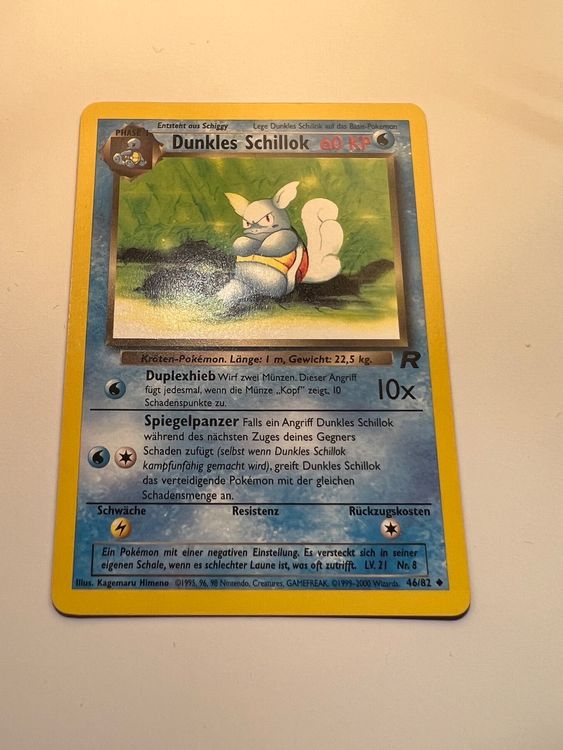 Entsteht aus Schiggy Lege Dunkles Schillok auf das Basis-Pokémon
PHASE 1
Dunkles Schillok 60 KP
Kröten-Pokémon. Länge: 1 m, Gewicht: 22,5 kg.
R
Duplexhieb Wirf zwei Münzen. Dieser Angriff
fügt jedesmal, wenn die Münze „Kopf" zeigt, 10
Schadenspunkte zu.
10x
Spiegelpanzer Falls ein Angriff Dunkles Schillok
während des nächsten Zuges deines Gegners
Schaden zufügt (selbst wenn Dunkles Schillok
kampfunfähig gemacht wird), greift Dunkles Schillok
das verteidigende Pokémon mit der gleichen
Schadensmenge an.
Schwäche Resistenz Rückzugskosten
Ein Pokémon mit einer negativen Einstellung. Es versteckt sich in seiner
eigenen Schale, wenn es schlechter Laune ist, was oft zutrifft. LV. 21 Nr. 8
Illus. Kagemaru Himeno ©1995, 96, 98 Nintendo, Creatures, GAMEFREAK. ©1999-2000 Wizards. 46/82